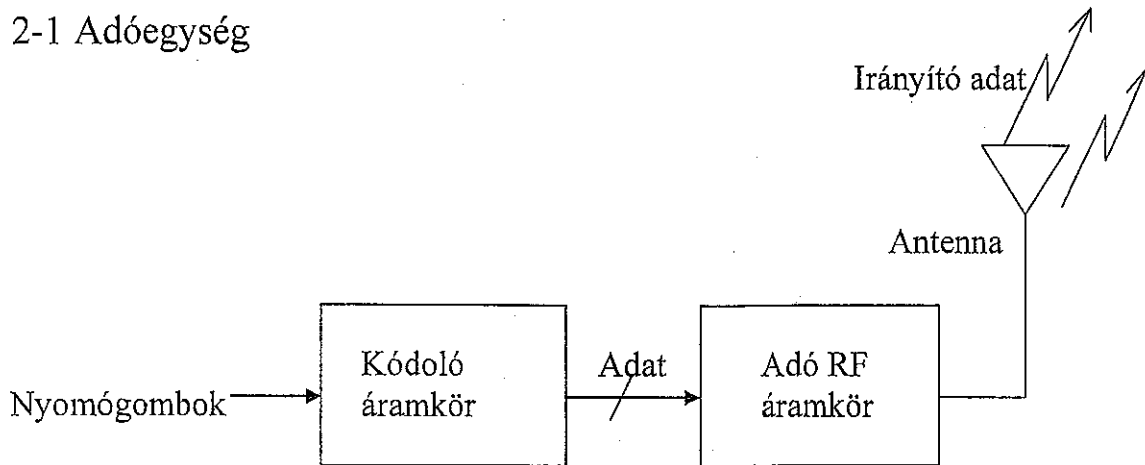 2-1 Adóegység
Irányító adat
Antenna
Kódoló
áramkör
Adat
Adó RF
áramkör
Nyomógombok